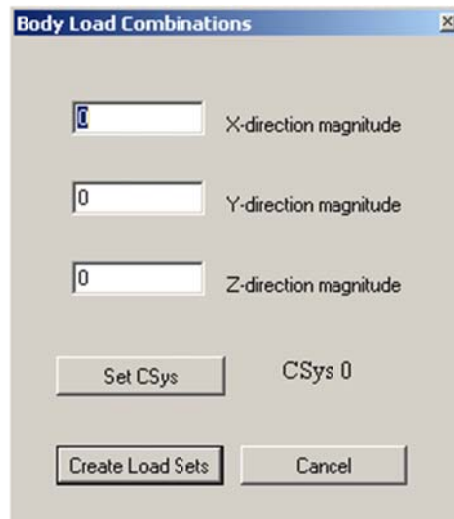 Body Load Combinations
0
X-direction magnitude
0
Y-direction magnitude
0
Z-direction magnitude
Set CSys
CSys 0
Create Load Sets
Cancel